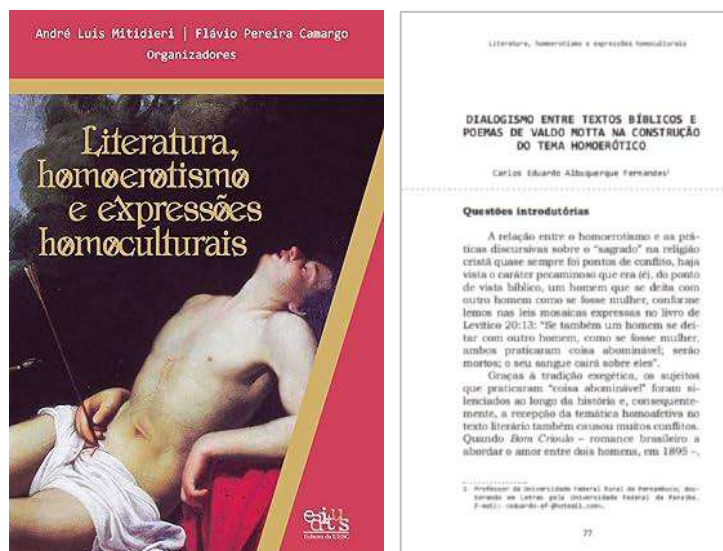 André Luis Mitidieri | Flávio Pereira Camargo
Organizadores
Literatura,
homoerotismo
e expressões
homoculturais
editus
Editora da UESC
Literatura, homoerotismo e expressões homoculturais
DIALOGISMO ENTRE TEXTOS BÍBLICOS E
POEMAS DE VALDO MOTTA NA CONSTRUÇÃO
DO TEMA HOMOERÓTICO
Carlos Eduardo Albuquerque Fernandes¹
Questões introdutórias
A relação entre o homoerotismo e as prá-
ticas discursivas sobre o “sagrado” na religião
cristã quase sempre foi pontos de conflito, haja
vista o caráter pecaminoso que era (é), do ponto
de vista bíblico, um homem que se deita com
outro homem como se fosse mulher, conforme
lemos nas leis mosaicas expressas no livro de
Levítico 20:13: “Se também um homem se dei-
tar com outro homem, como se fosse mulher,
ambos praticaram coisa abominável; serão
mortos; o seu sangue cairá sobre eles”.
Graças à tradição exegética, os sujeitos
que praticaram “coisa abominável” foram si-
lenciados ao longo da história e, consequente-
mente, a recepção da temática homoafetiva no
texto literário também causou muitos conflitos.
Quando Bom Crioulo – romance brasileiro a
abordar o amor entre dois homens, em 1895 –,
Professor da Universidade Federal Rural de Pernambuco; dou-
torando em Letras pela Universidade Federal da Paraíba.
E-mail:
77